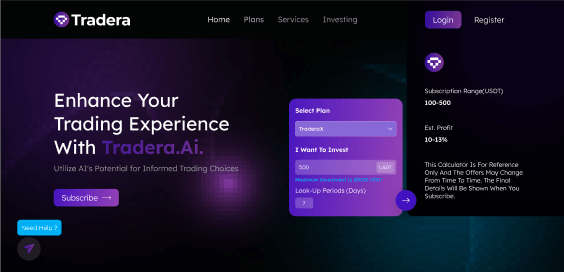 Tradera
Home Plans Services Investing
Login Register
Enhance Your
Trading Experience
With Tradera.Ai.
Utilize AI's Potential for Informed Trading Choices
Subscribe
Need Help ?
Select Plan
TraderaX
I Want To Invest
500 USDT
Maximum Investment Is
Lock-Up Periods (Days)
7
Subscription Range(USDT)
100-500
Est. Profit
10-13%
This Calculator Is For Reference
Only And The Offers May Change
From Time To Time. The Final
Details Will Be Shown When You
Subscribe.